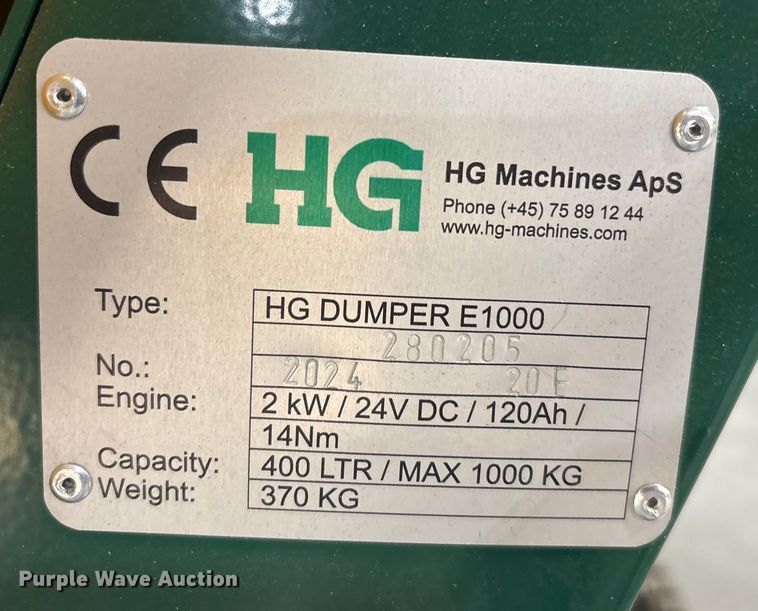 CE HG HG Machines ApS
Phone (+45) 75 89 12 44
www.hg-machines.com
Type: HG DUMPER E1000
280205
No.: 2024 20E
Engine: 2 kW / 24V DC / 120Ah /
14Nm
Capacity: 400 LTR / MAX 1000 KG
Weight: 370 KG
Purple Wave Auction